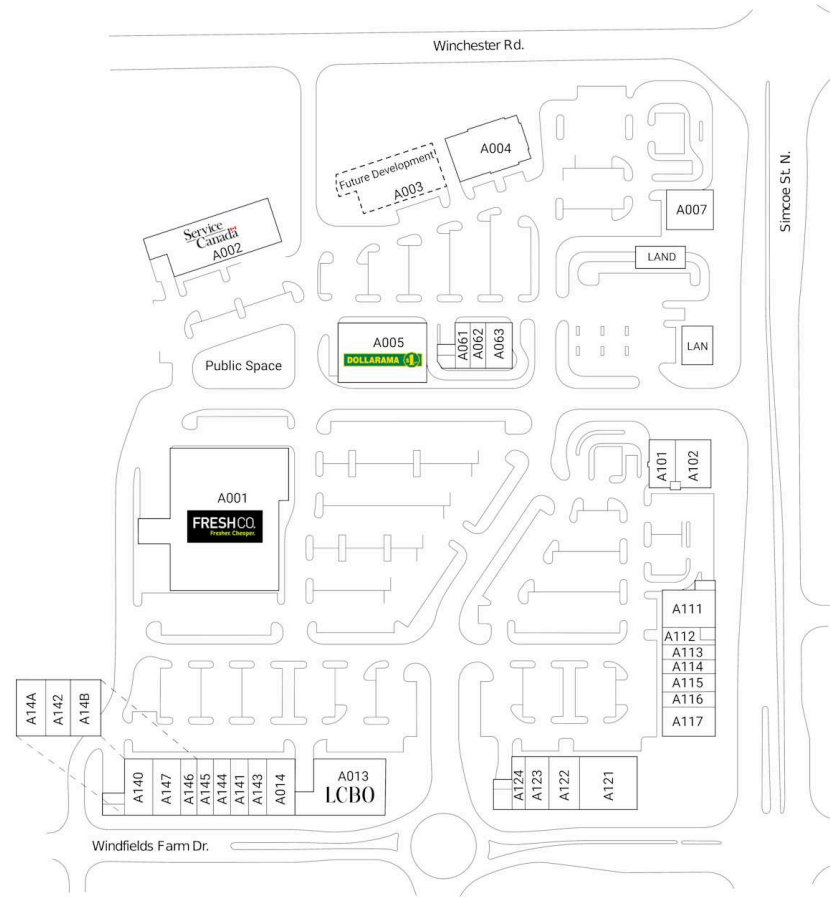 Winchester Rd.
Simcoe St. N.
A004
Future Development
A003
A007
Service
Canada
A002
LAND
A005
DOLLARAMA
A061
A062
A063
LAN
Public Space
A101
A102
A001
FRESHCO.
Fresher. Cheaper.
A111
A112
A113
A114
A115
A116
A117
A14A
A142
A14B
A140
A147
A146
A145
A144
A141
A143
A014
A013
LCBO
A124
A123
A122
A121
Windfields Farm Dr.